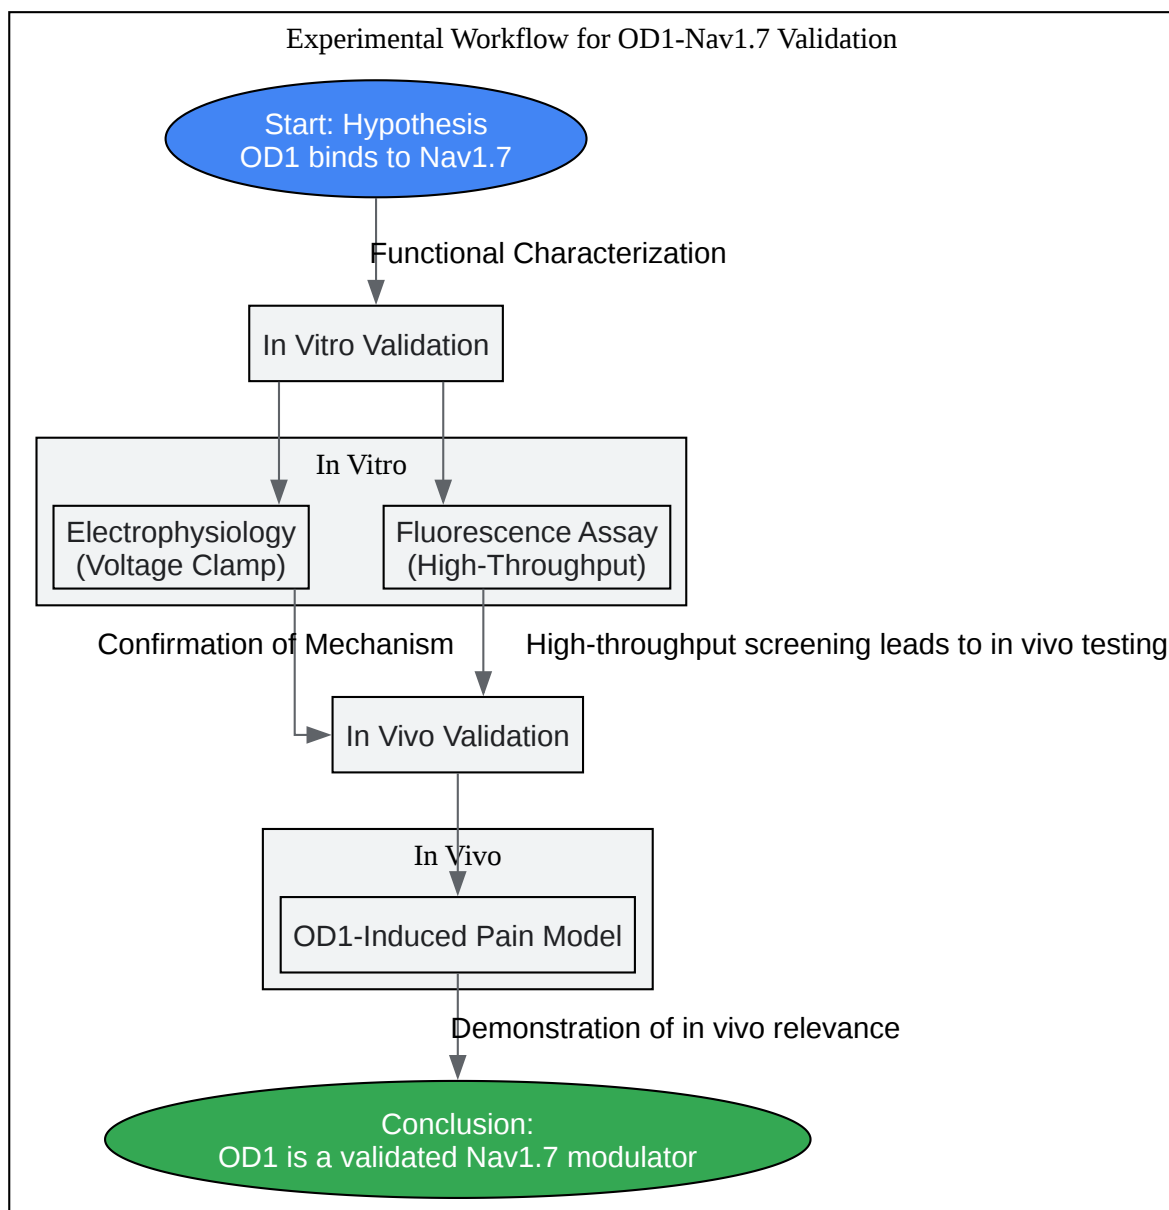 Experimental Workflow for OD1-Nav1.7 Validation
Start: Hypothesis
OD1 binds to Nav1.7
Functional Characterization
In Vitro Validation
In Vitro
Electrophysiology
(Voltage Clamp)
Fluorescence Assay
(High-Throughput)
Confirmation of Mechanism
High-throughput screening leads to in vivo testing
In Vivo Validation
In Vivo
OD1-Induced Pain Model
Demonstration of in vivo relevance
Conclusion:
OD1 is a validated Nav1.7 modulator